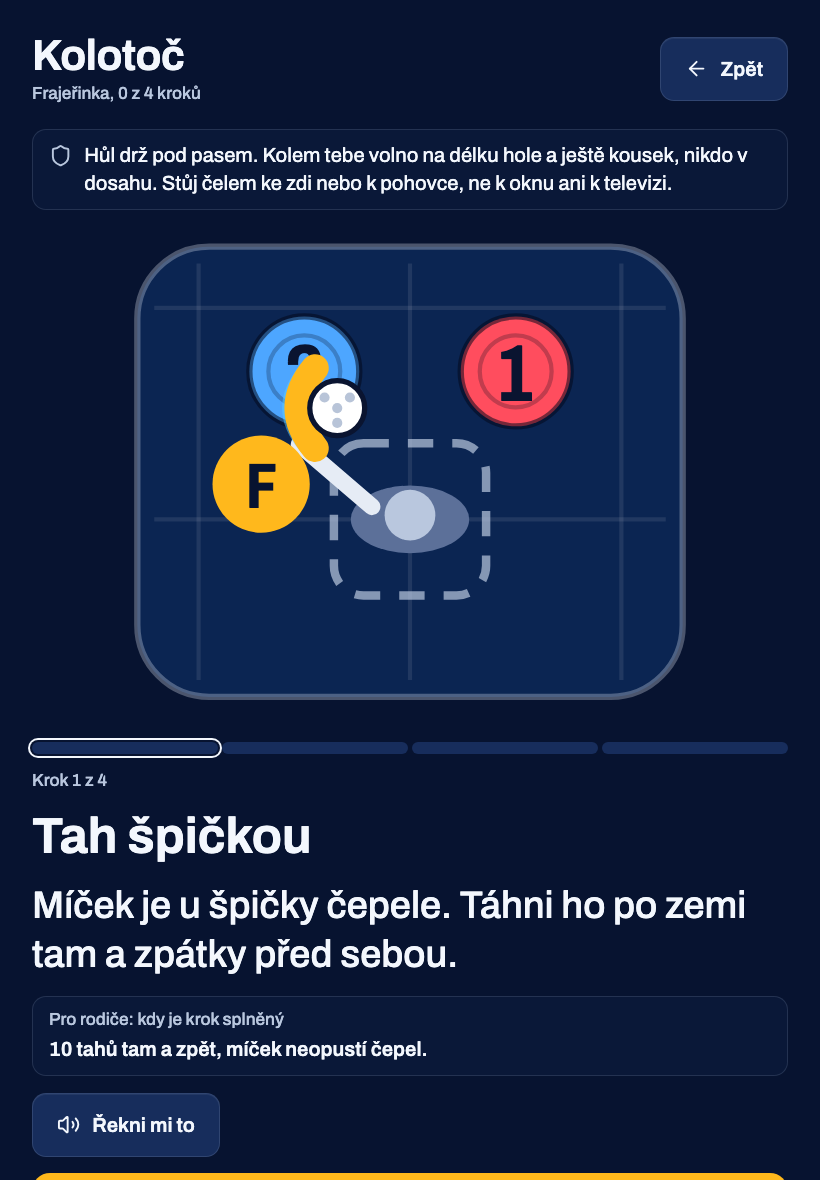 Kolotoč
Frajeřinka, 0 z 4 kroků
Zpět
Hůl drž pod pasem. Kolem tebe volno na délku hole a ještě kousek, nikdo v
dosahu. Stůj čelem ke zdi nebo k pohovce, ne k oknu ani k televizi.
1
F
Krok 1 z 4
Tah špičkou
Míček je u špičky čepele. Táhni ho po zemi
tam a zpátky před sebou.
Pro rodiče: kdy je krok splněný
10 tahů tam a zpět, míček neopustí čepel.
Řekni mi to